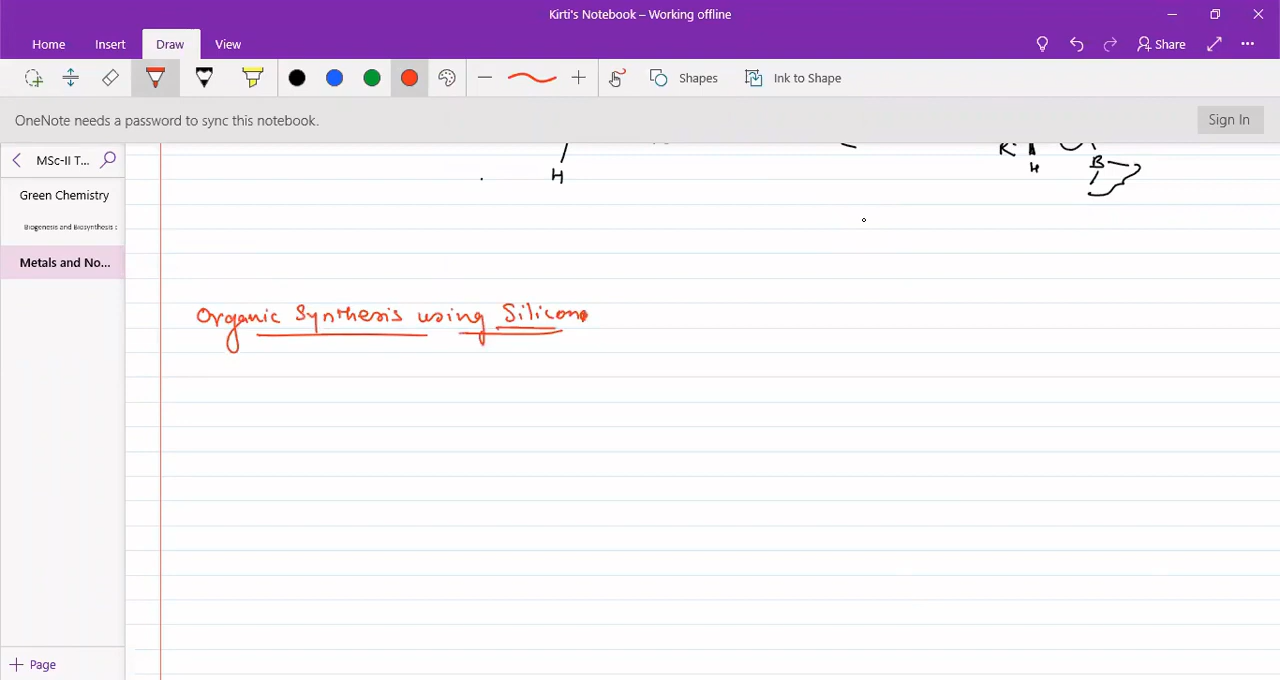 Kirti's Notebook – Working offline
Home Insert Draw View Share
Shapes Ink to Shape
OneNote needs a password to sync this notebook. Sign In
MSc-II T...
Green Chemistry
Biogenesis and Biosynthesis
Metals and No...
R H B
H
Organic Synthesis using Silicon
Page